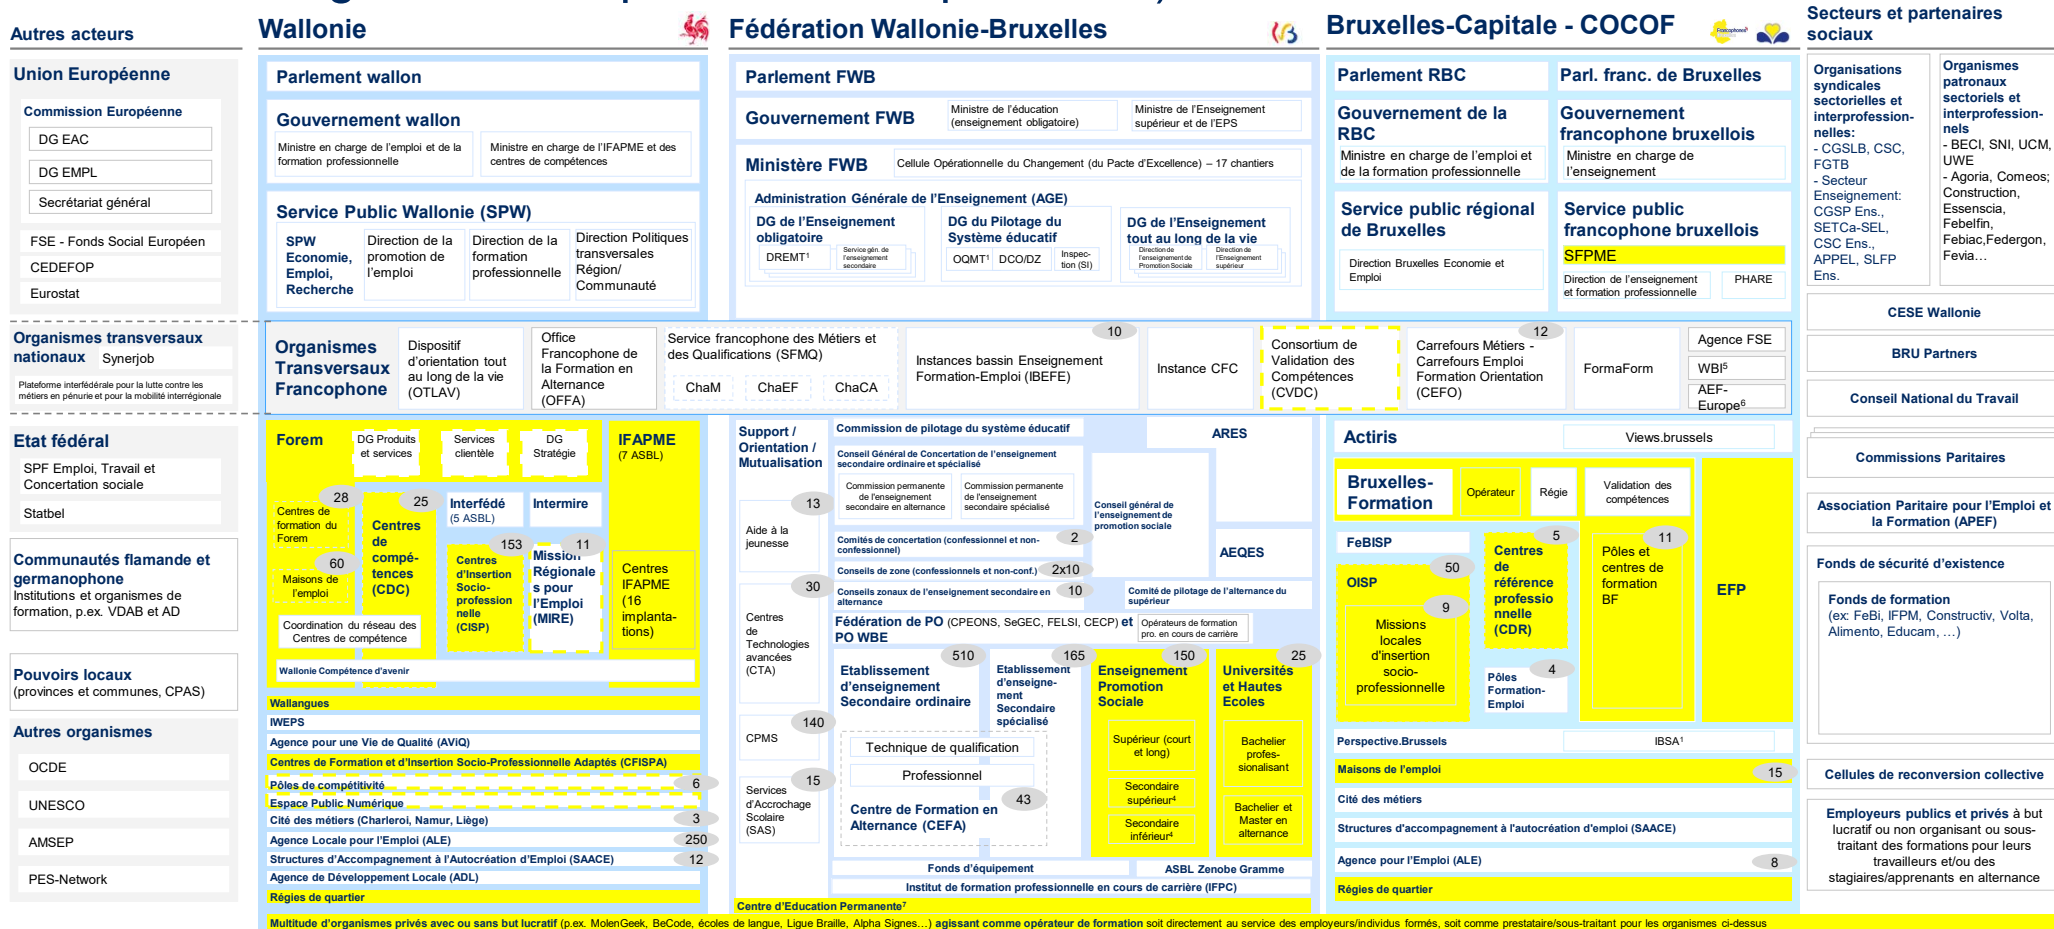 Autres acteurs
Union Européenne
Commission Européenne
DG EAC
DG EMPL
Secrétariat général
FSE - Fonds Social Européen
CEDEFOP
Eurostat
Organismes transversaux
nationaux
Synerjob
Plateforme interfédérale pour la lutte contre les
métiers en pénurie et pour la mobilité interrégionale
Etat fédéral
SPF Emploi, Travail et
Concertation sociale
Statbel
Communautés flamande et
germanophone
Institutions et organismes de
formation, p.ex. VDAB et AD
Pouvoirs locaux
(provinces et communes, CPAS)
Autres organismes
OCDE
UNESCO
AMSEP
PES-Network
Wallonie
Parlement wallon
Gouvernement wallon
Ministre en charge de l'emploi et de la
formation professionnelle
Ministre en charge de l'IFAPME et des
centres de compétences
Service Public Wallonie (SPW)
SPW
Economie,
Emploi,
Recherche
Direction de la
promotion de
l'emploi
Direction de la
formation
professionnelle
Direction Politiques
transversales
Région/
Communauté
Fédération Wallonie-Bruxelles
Parlement FWB
Gouvernement FWB
Ministre de l'éducation
(enseignement obligatoire)
Ministre de l'Enseignement
supérieur et de l'EPS
Ministère FWB
Cellule Opérationnelle du Changement (du Pacte d'Excellence) – 17 chantiers
Administration Générale de l'Enseignement (AGE)
DG de l'Enseignement
obligatoire
DREMT¹
Service gén. de
l'enseignement
secondaire
DG du Pilotage du
Système éducatif
OQMT¹
DCO/DZ
Inspec-
tion (SI)
DG de l'Enseignement
tout au long de la vie
Direction de
l'enseignement de
Promotion Sociale
Direction de
l'Enseignement
supérieur
Bruxelles-Capitale - COCOF
Francophones
Parlement RBC
Parl. franc. de Bruxelles
Gouvernement de la
RBC
Ministre en charge de l'emploi et
de la formation professionnelle
Gouvernement
francophone bruxellois
Ministre en charge de
l'enseignement
Service public régional
de Bruxelles
Direction Bruxelles Economie et
Emploi
Service public
francophone bruxellois
SFPME
Direction de l'enseignement
et formation professionnelle
PHARE
Secteurs et partenaires
sociaux
Organisations
syndicales
sectorielles et
interprofession-
nelles:
- CGSLB, CSC,
FGTB
- Secteur
Enseignement:
CGSP Ens.,
SETCa-SEL,
CSC Ens.,
APPEL, SLFP
Ens.
Organismes
patronaux
sectoriels et
interprofession-
nels
- BECI, SNI, UCM,
UWE
- Agoria, Comeos;
Construction,
Essenscia,
Febelfin,
Febiac,Federgon,
Fevia…
CESE Wallonie
BRU Partners
Conseil National du Travail
Commissions Paritaires
Association Paritaire pour l'Emploi et
la Formation (APEF)
Fonds de sécurité d'existence
Fonds de formation
(ex: FeBi, IFPM, Constructiv, Volta,
Alimento, Educam, …)
Cellules de reconversion collective
Employeurs publics et privés à but
lucratif ou non organisant ou sous-
traitant des formations pour leurs
travailleurs et/ou des
stagiaires/apprenants en alternance
Organismes
Transversaux
Francophone
Dispositif
d'orientation tout
au long de la vie
(OTLAV)
Office
Francophone de
la Formation en
Alternance
(OFFA)
Service francophone des Métiers et
des Qualifications (SFMQ)
ChaM
ChaEF
ChaCA
10
Instances bassin Enseignement
Formation-Emploi (IBEFE)
Instance CFC
Consortium de
Validation des
Compétences
(CVDC)
12
Carrefours Métiers -
Carrefours Emploi
Formation Orientation
(CEFO)
FormaForm
Agence FSE
WBI⁵
AEF-
Europe⁶
Forem
DG Produits
et services
Services
clientèle
DG
Stratégie
IFAPME
(7 ASBL)
28
Centres de
formation du
Forem
60
Maisons de
l'emploi
25
Centres
de
compé-
tences
(CDC)
Interfédé
(5 ASBL)
Intermire
153
Centres
d'Insertion
Socio-
profession
nelle
(CISP)
11
Mission
Régionale
s pour
l'Emploi
(MIRE)
Centres
IFAPME
(16
implanta-
tions)
Coordination du réseau des
Centres de compétence
Wallonie Compétence d'avenir
Wallangues
IWEPS
Agence pour une Vie de Qualité (AViQ)
Centres de Formation et d'Insertion Socio-Professionnelle Adaptés (CFISPA)
Pôles de compétitivité
6
Espace Public Numérique
Cité des métiers (Charleroi, Namur, Liège)
3
Agence Locale pour l'Emploi (ALE)
250
Structures d'Accompagnement à l'Autocréation d'Emploi (SAACE)
12
Agence de Développement Locale (ADL)
Régies de quartier
Support /
Orientation /
Mutualisation
13
Aide à la
jeunesse
30
Centres
de
Technologies
avancées
(CTA)
140
CPMS
15
Services
d'Accrochage
Scolaire
(SAS)
Commission de pilotage du système éducatif
Conseil Général de Concertation de l'enseignement
secondaire ordinaire et spécialisé
Commission permanente
de l'enseignement
secondaire en alternance
Commission permanente
de l'enseignement
secondaire spécialisé
Comités de concertation (confessionnel et non-
confessionnel)
2
Conseils de zone (confessionnels et non-conf.)
2x10
Conseils zonaux de l'enseignement secondaire en
alternance
10
Conseil général de
l'enseignement de
promotion sociale
ARES
AEQES
Comité de pilotage de l'alternance du
supérieur
Fédération de PO (CPEONS, SeGEC, FELSI, CECP) et
PO WBE
Opérateurs de formation
pro. en cours de carrière
510
Etablissement
d'enseignement
Secondaire ordinaire
165
Etablissement
d'enseigne-
ment
Secondaire
spécialisé
Technique de qualification
Professionnel
43
Centre de Formation en
Alternance (CEFA)
150
Enseignement
Promotion
Sociale
Supérieur (court
et long)
Secondaire
supérieur⁴
Secondaire
inférieur⁴
25
Universités
et Hautes
Ecoles
Bachelier
profes-
sionalisant
Bachelier et
Master en
alternance
Fonds d'équipement
ASBL Zenobe Gramme
Institut de formation professionnelle en cours de carrière (IFPC)
Centre d'Education Permanente⁷
Actiris
Views.brussels
Bruxelles-
Formation
Opérateur
Régie
Validation des
compétences
FeBISP
50
OISP
9
Missions
locales
d'insertion
socio-
professionnelle
5
Centres
de
référence
professio
nnelle
(CDR)
4
Pôles
Formation-
Emploi
11
Pôles et
centres de
formation
BF
EFP
Perspective.Brussels
IBSA¹
Maisons de l'emploi
15
Cité des métiers
Structures d'accompagnement à l'autocréation d'emploi (SAACE)
Agence pour l'Emploi (ALE)
8
Régies de quartier
Multitude d'organismes privés avec ou sans but lucratif (p.ex. MolenGeek, BeCode, écoles de langue, Ligue Braille, Alpha Signes…) agissant comme opérateur de formation soit directement au service des employeurs/individus formés, soit comme prestataire/sous-traitant pour les organismes ci-dessus